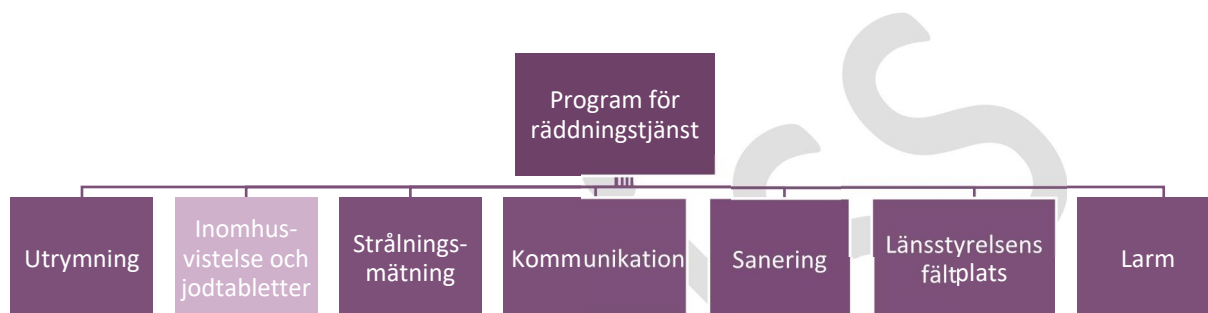 Program för
räddningstjänst
Utrymning
Inomhus-
vistelse och
jodtabletter
Strålnings-
mätning
Kommunikation
Sanering
Länsstyrelsens
fältplats
Larm